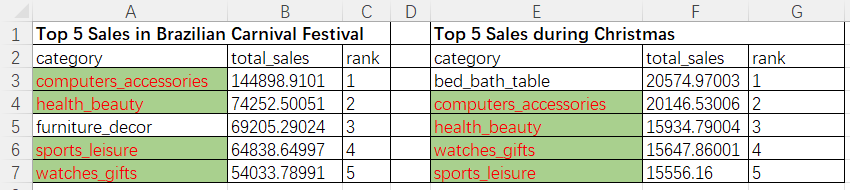 A B C D E F G
1 Top 5 Sales in Brazilian Carnival Festival Top 5 Sales during Christmas
2 category total_sales rank category total_sales rank
3 computers_accessories 144898.9101 1 bed_bath_table 20574.97003 1
4 health_beauty 74252.50051 2 computers_accessories 20146.53006 2
5 furniture_decor 69205.29024 3 health_beauty 15934.79004 3
6 sports_leisure 64838.64997 4 watches_gifts 15647.86001 4
7 watches_gifts 54033.78991 5 sports_leisure 15556.16 5